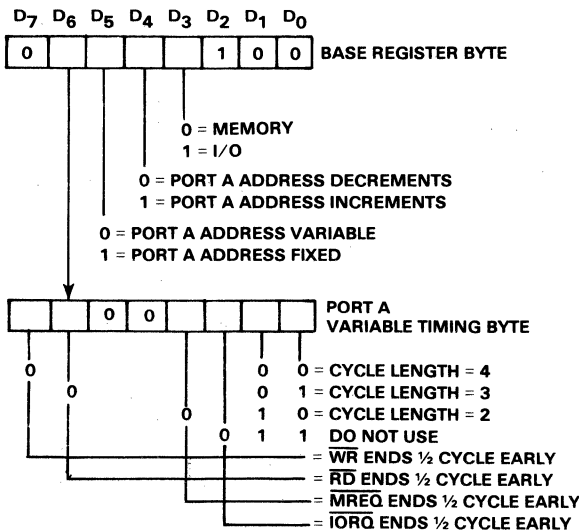 D7 D6 D5 D4 D3 D2 D1 D0
0 1 0 0 BASE REGISTER BYTE
0 = MEMORY
1 = I/O
0 = PORT A ADDRESS DECREMENTS
1 = PORT A ADDRESS INCREMENTS
0 = PORT A ADDRESS VARIABLE
1 = PORT A ADDRESS FIXED
0 0 PORT A
VARIABLE TIMING BYTE
0 0 0 = CYCLE LENGTH = 4
0 0 1 = CYCLE LENGTH = 3
0 1 0 = CYCLE LENGTH = 2
0 1 1 DO NOT USE
= WR ENDS ½ CYCLE EARLY
= RD ENDS ½ CYCLE EARLY
= MREQ ENDS ½ CYCLE EARLY
= IORQ ENDS ½ CYCLE EARLY